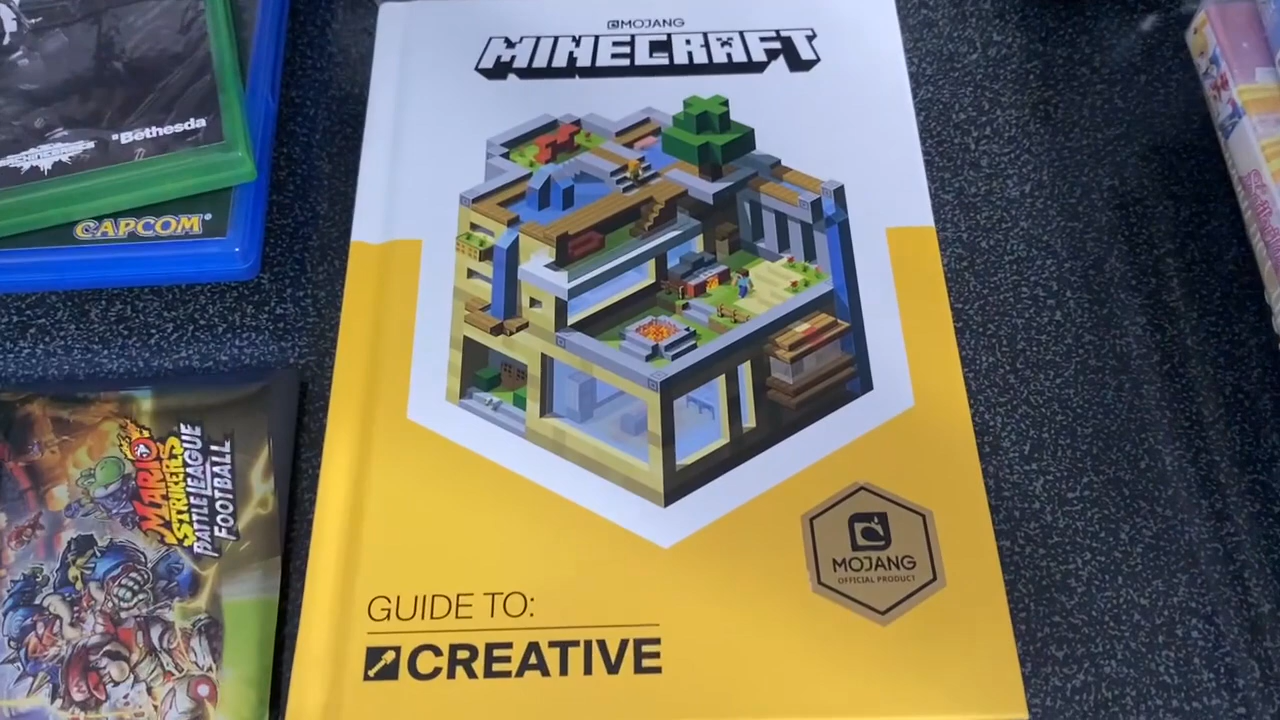 MOJANG
MINECRAFT
"Bethesda
CAPCOM
MARIO
STRIKERS
BATTLE LEAGUE
FOOTBALL
MOJANG
OFFICIAL PRODUCT
GUIDE TO:
CREATIVE